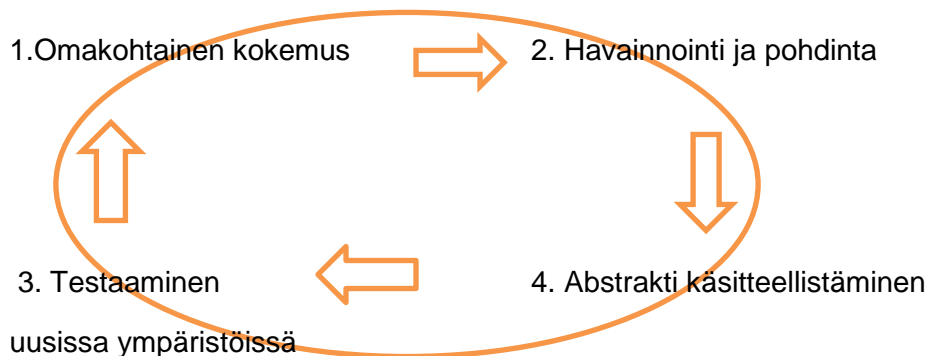 1.Omakohtainen kokemus
2. Havainnointi ja pohdinta
3. Testaaminen
uusissa ympäristöissä
4. Abstrakti käsitteellistäminen